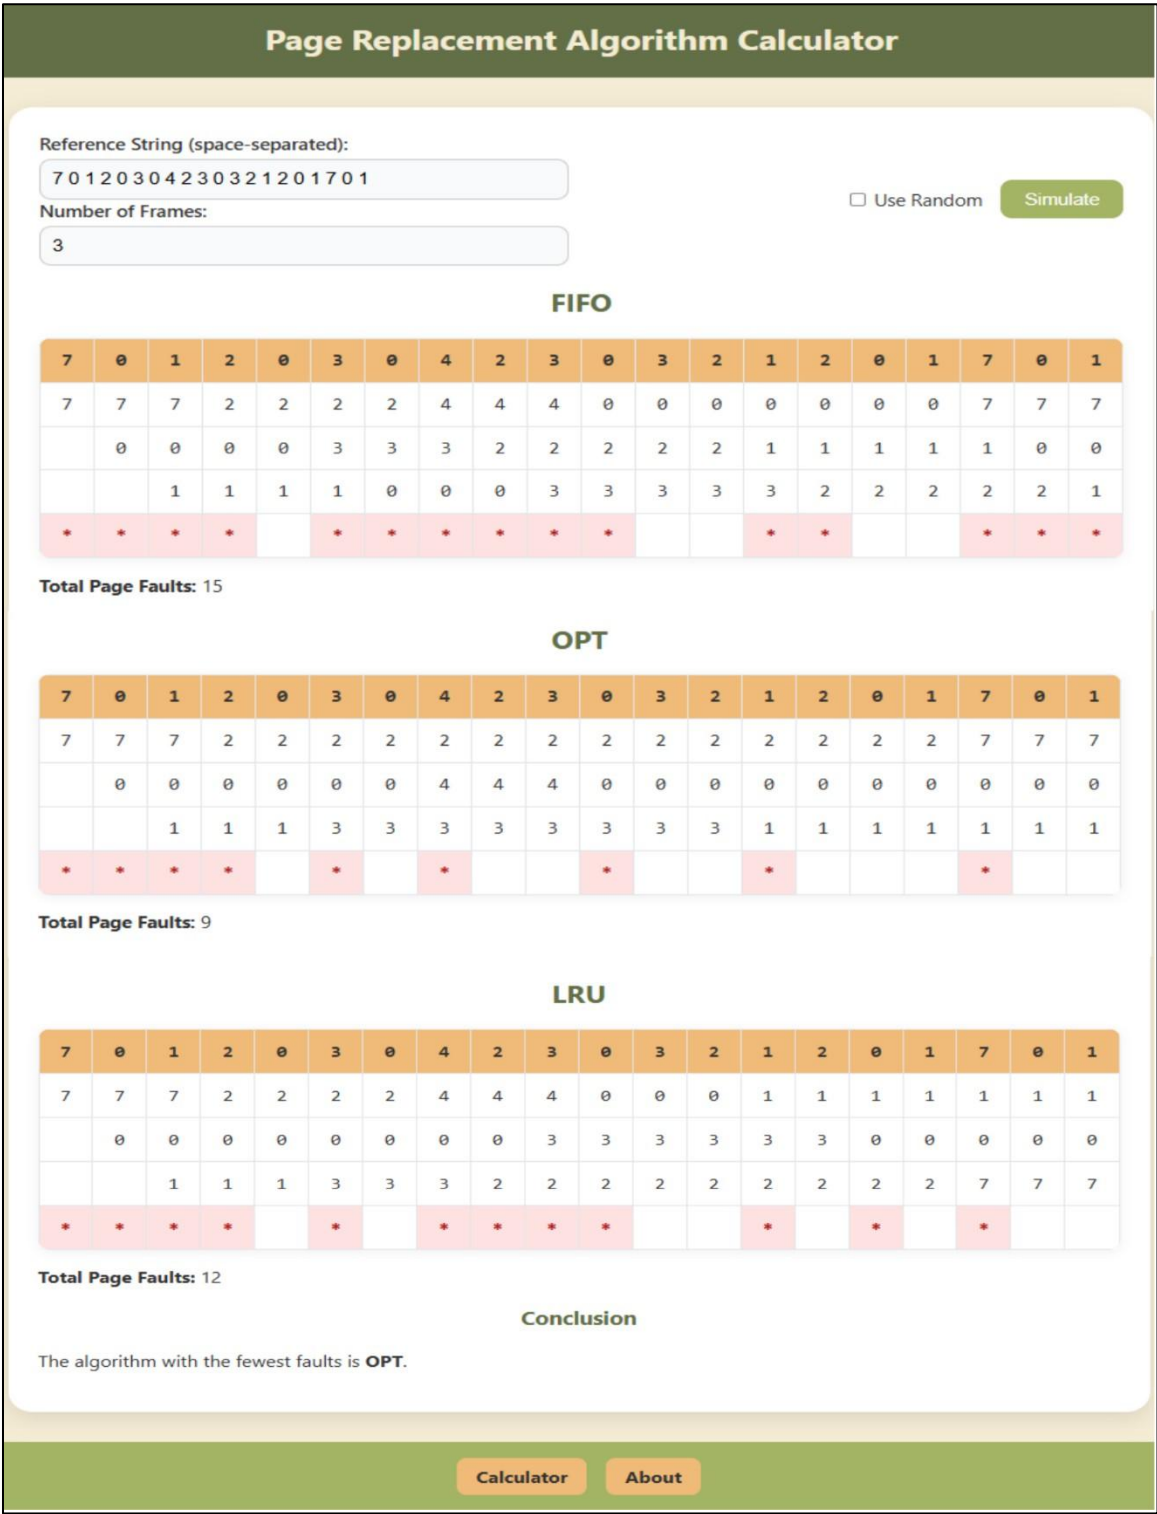 Page Replacement Algorithm Calculator
Reference String (space-separated):
7 0 1 2 0 3 0 4 2 3 0 3 2 1 2 0 1 7 0 1
Number of Frames:
3
Use Random
Simulate
FIFO
7 0 1 2 0 3 0 4 2 3 0 3 2 1 2 0 1 7 0 1
7 7 7 2 2 2 2 4 4 4 0 0 0 0 0 0 0 7 7 7
0 0 0 0 3 3 3 2 2 2 2 2 1 1 1 1 1 0 0
1 1 1 1 0 0 0 3 3 3 3 3 2 2 2 2 2 1
* * * * * * * * * * * * * * *
Total Page Faults: 15
OPT
7 0 1 2 0 3 0 4 2 3 0 3 2 1 2 0 1 7 0 1
7 7 7 2 2 2 2 2 2 2 2 2 2 2 2 2 2 7 7 7
0 0 0 0 0 0 4 4 4 0 0 0 0 0 0 0 0 0 0
1 1 1 3 3 3 3 3 3 3 3 1 1 1 1 1 1 1
* * * * * * * * *
Total Page Faults: 9
LRU
7 0 1 2 0 3 0 4 2 3 0 3 2 1 2 0 1 7 0 1
7 7 7 2 2 2 2 4 4 4 0 0 0 1 1 1 1 1 1 1
0 0 0 0 0 0 0 0 3 3 3 3 3 3 0 0 0 0 0
1 1 1 3 3 3 2 2 2 2 2 2 2 2 2 7 7 7
* * * * * * * * * * * *
Total Page Faults: 12
Conclusion
The algorithm with the fewest faults is OPT.
Calculator
About